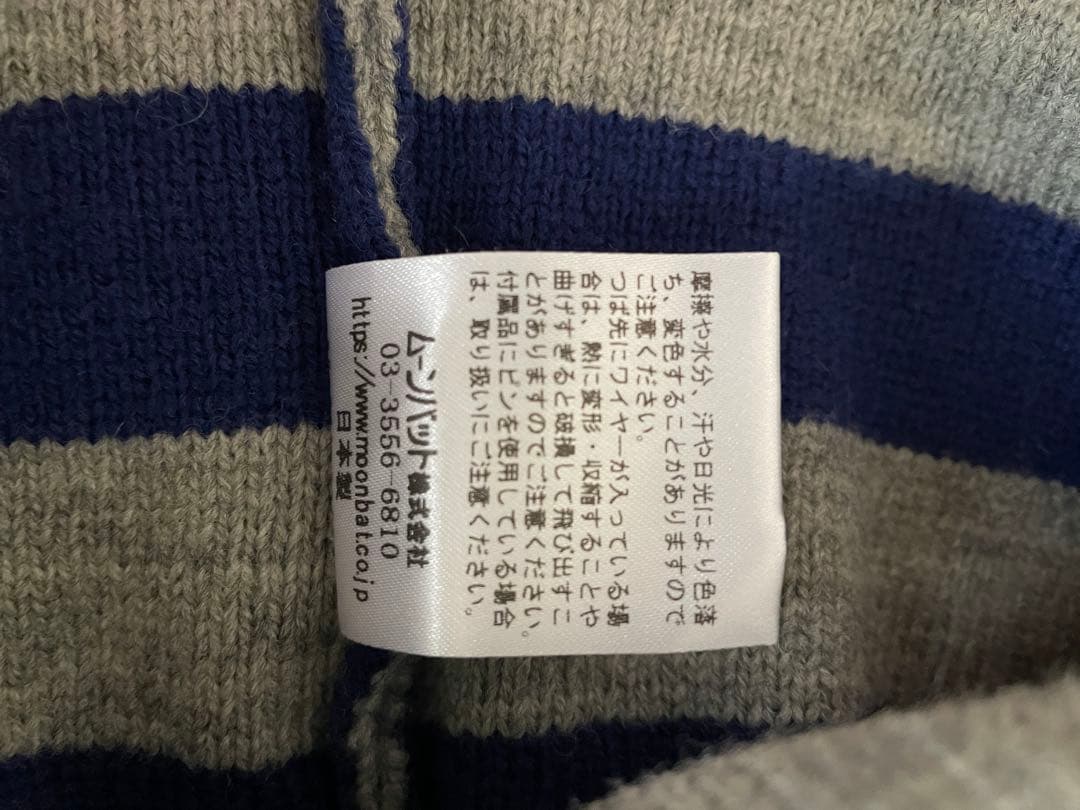 摩擦や水分、汗や日光により色落
ち、変色することがありますので
ご注意ください。
つば先にワイヤーが入っている場
合は、熱に変形・収縮することや
曲げすぎると破損して飛び出すこ
とがありますのでご注意ください。
付属品にピンを使用している場合
は、取り扱いにご注意ください。
ムーンバット株式会社
03-3556-6810
https://www.moonbat.co.jp
日本製